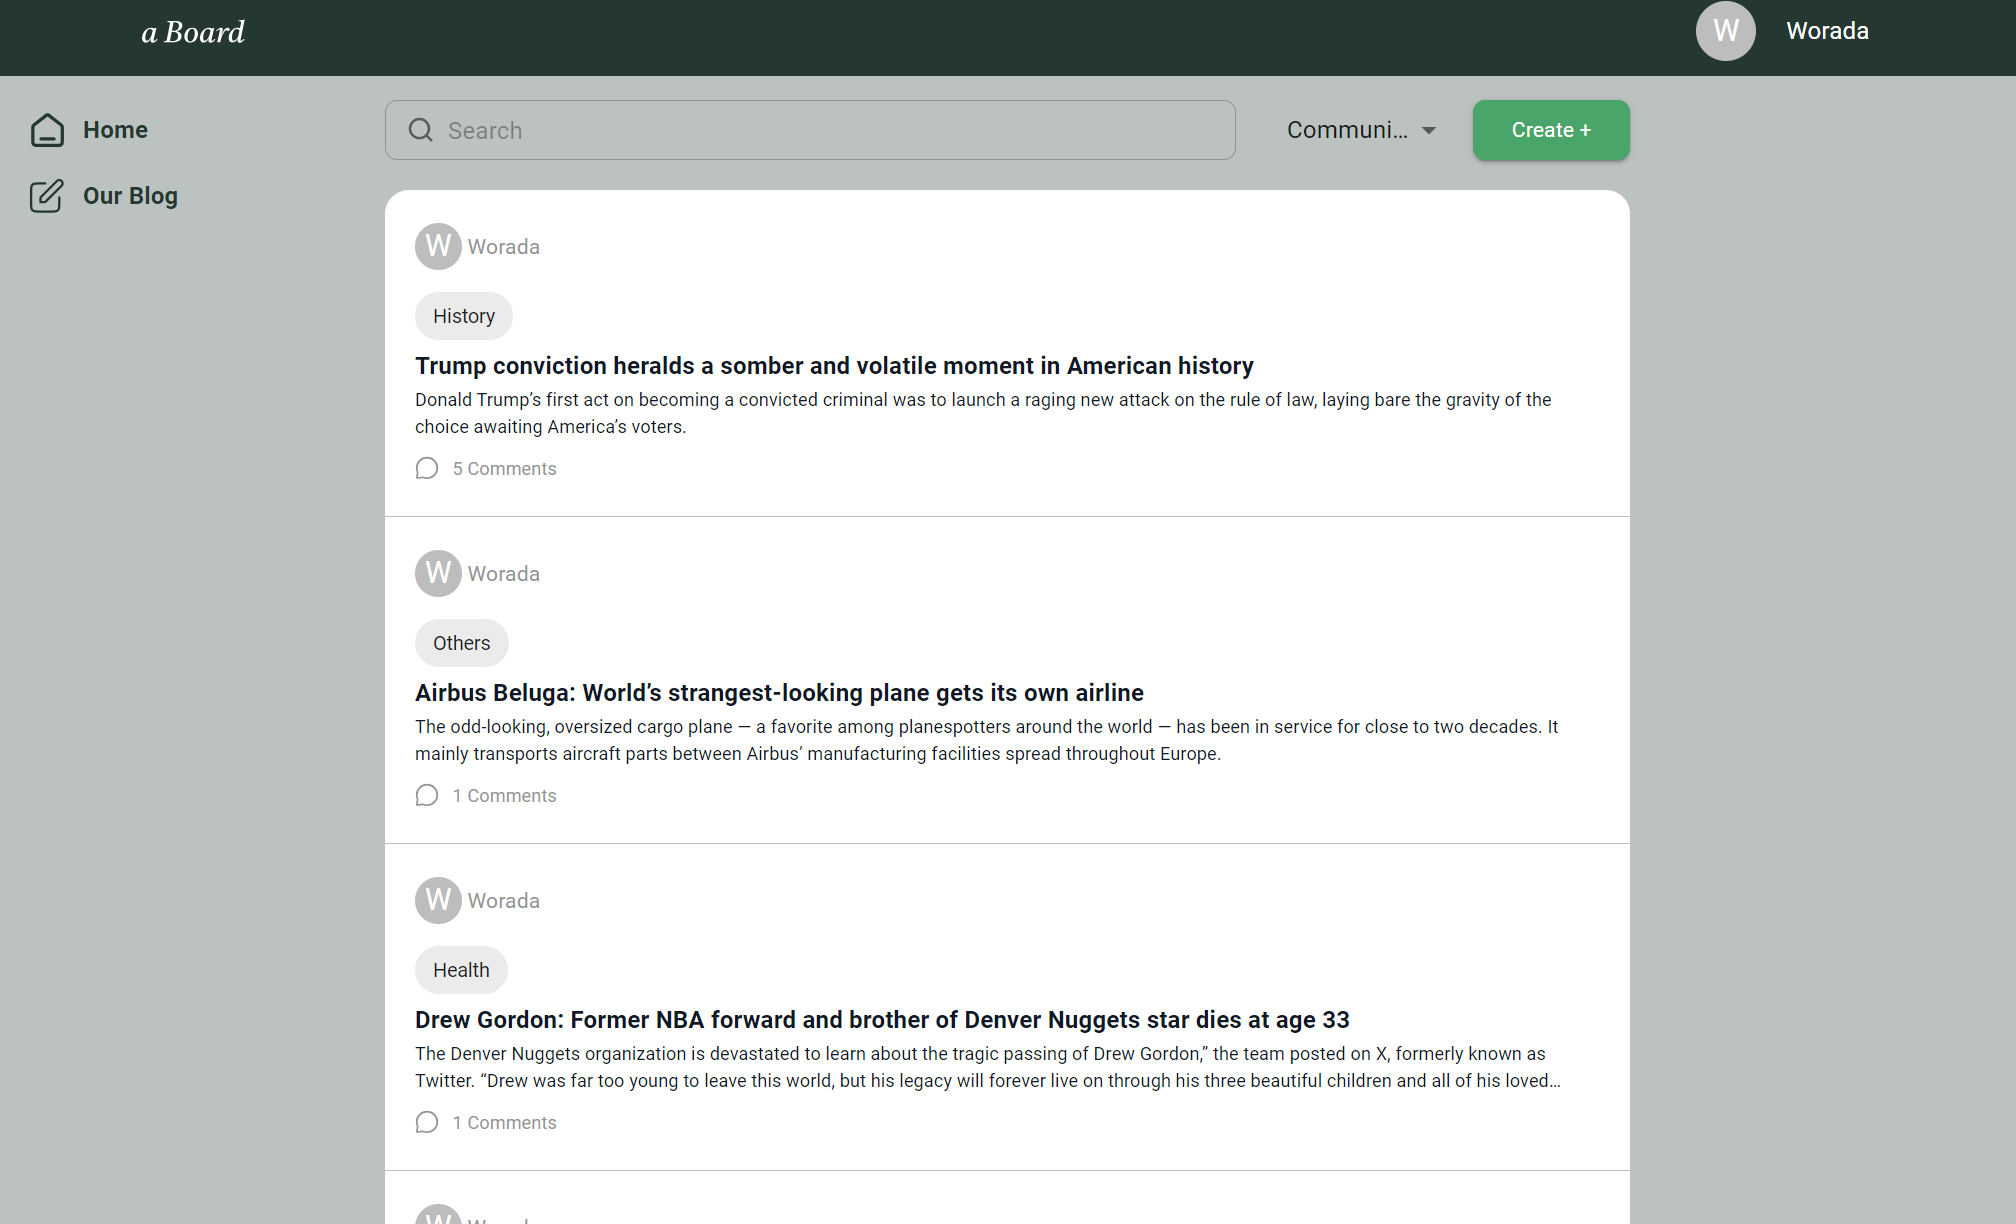 a Board
W Worada
Home
Our Blog
Search
Communi...
Create +
W Worada
History
Trump conviction heralds a somber and volatile moment in American history
Donald Trump’s first act on becoming a convicted criminal was to launch a raging new attack on the rule of law, laying bare the gravity of the
choice awaiting America’s voters.
5 Comments
W Worada
Others
Airbus Beluga: World’s strangest-looking plane gets its own airline
The odd-looking, oversized cargo plane — a favorite among planespotters around the world — has been in service for close to two decades. It
mainly transports aircraft parts between Airbus’ manufacturing facilities spread throughout Europe.
1 Comments
W Worada
Health
Drew Gordon: Former NBA forward and brother of Denver Nuggets star dies at age 33
The Denver Nuggets organization is devastated to learn about the tragic passing of Drew Gordon,” the team posted on X, formerly known as
Twitter. “Drew was far too young to leave this world, but his legacy will forever live on through his three beautiful children and all of his loved...
1 Comments